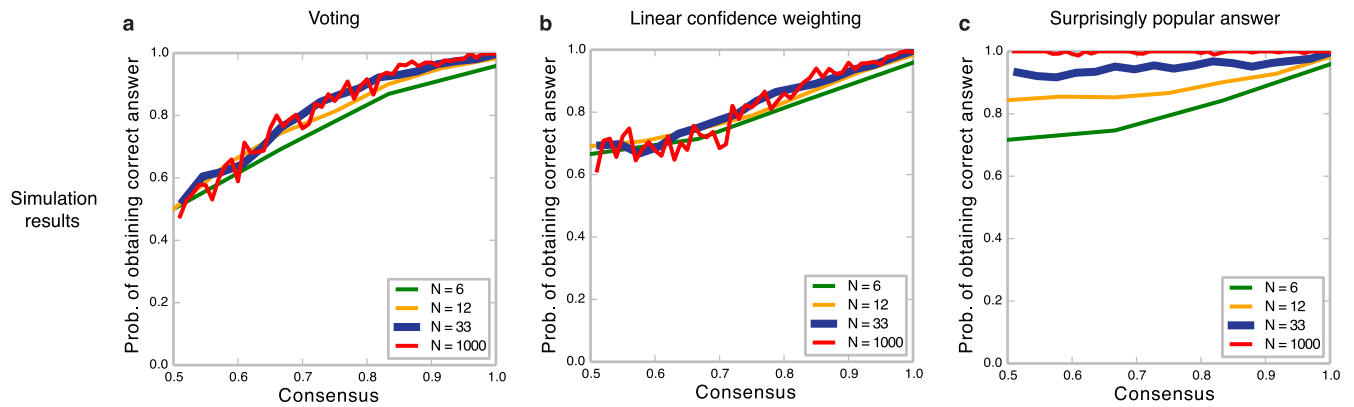 a
Voting
Prob. of obtaining correct answer
1.0
0.8
0.6
0.4
0.2
0.0
0.5
0.6
0.7
0.8
0.9
1.0
Consensus
N = 6
N = 12
N = 33
N = 1000
b
Linear confidence weighting
Prob. of obtaining correct answer
1.0
0.8
0.6
0.4
0.2
0.0
0.5
0.6
0.7
0.8
0.9
1.0
Consensus
N = 6
N = 12
N = 33
N = 1000
c
Surprisingly popular answer
Prob. of obtaining correct answer
1.0
0.8
0.6
0.4
0.2
0.0
0.5
0.6
0.7
0.8
0.9
1.0
Consensus
N = 6
N = 12
N = 33
N = 1000
Simulation
results